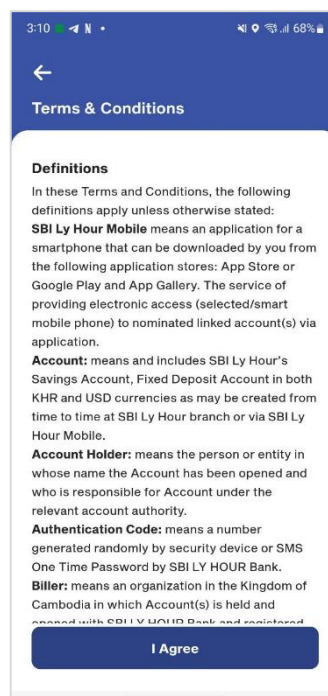 3:10 N •
68%
Terms & Conditions
Definitions
In these Terms and Conditions, the following
definitions apply unless otherwise stated:
SBI Ly Hour Mobile means an application for a
smartphone that can be downloaded by you from
the following application stores: App Store or
Google Play and App Gallery. The service of
providing electronic access (selected/smart
mobile phone) to nominated linked account(s) via
application.
Account: means and includes SBI Ly Hour's
Savings Account, Fixed Deposit Account in both
KHR and USD currencies as may be created from
time to time at SBI Ly Hour branch or via SBI Ly
Hour Mobile.
Account Holder: means the person or entity in
whose name the Account has been opened and
who is responsible for Account under the
relevant account authority.
Authentication Code: means a number
generated randomly by security device or SMS
One Time Password by SBI LY HOUR Bank.
Biller: means an organization in the Kingdom of
Cambodia in which Account(s) is held and
opened with SBI LY HOUR Bank and registered
I Agree